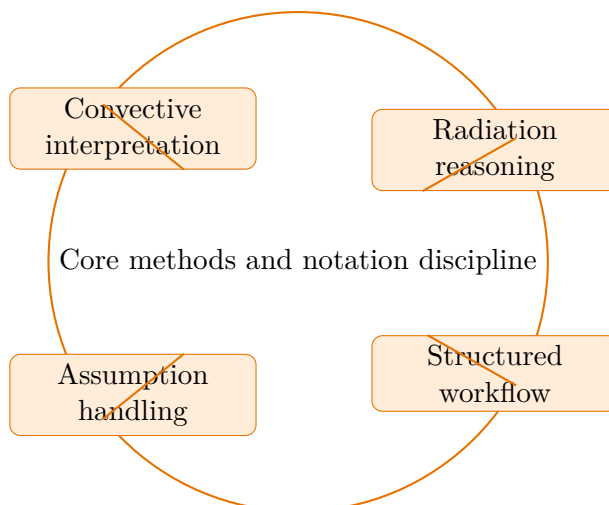 Convective
interpretation
Radiation
reasoning
Core methods and notation discipline
Assumption
handling
Structured
workflow